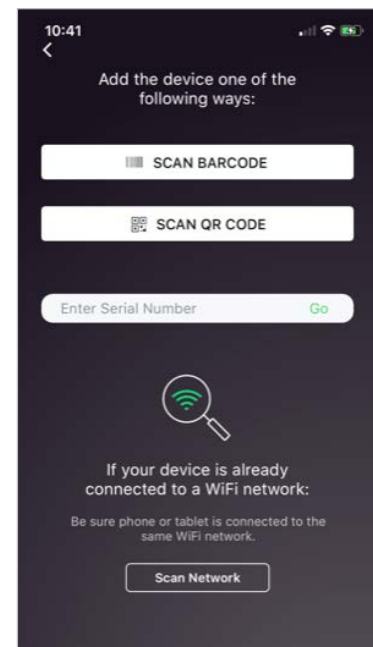 10:41
Add the device one of the
following ways:
SCAN BARCODE
SCAN QR CODE
Enter Serial Number Go
If your device is already
connected to a WiFi network:
Be sure phone or tablet is connected to the
same WiFi network.
Scan Network